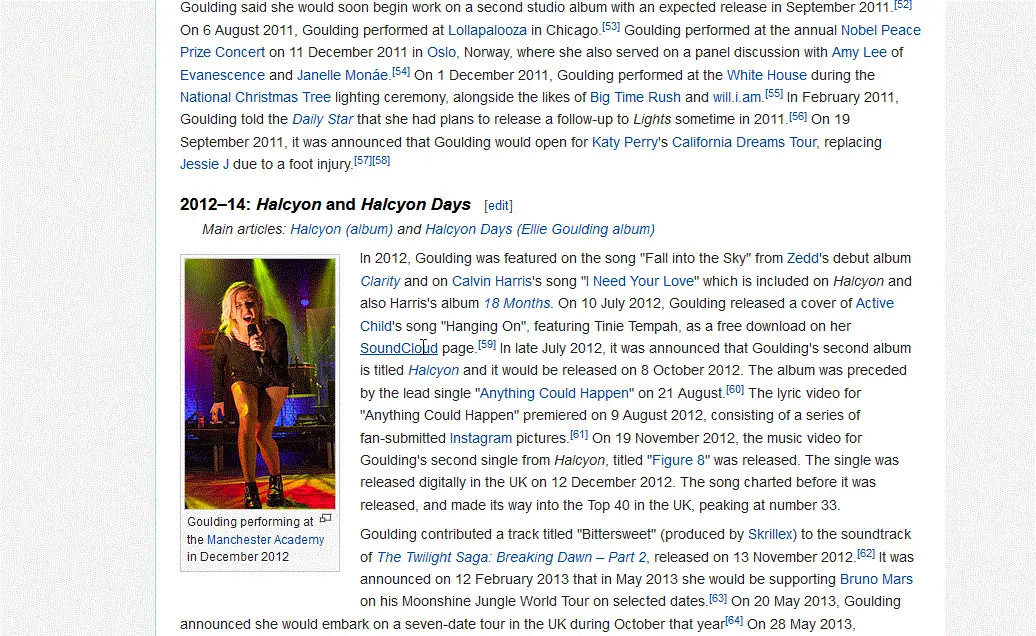 Goulding said she would soon begin work on a second studio album with an expected release in September 2011.[52]
On 6 August 2011, Goulding performed at Lollapalooza in Chicago.[53] Goulding performed at the annual Nobel Peace
Prize Concert on 11 December 2011 in Oslo, Norway, where she also served on a panel discussion with Amy Lee of
Evanescence and Janelle Monáe.[54] On 1 December 2011, Goulding performed at the White House during the
National Christmas Tree lighting ceremony, alongside the likes of Big Time Rush and will.i.am.[55] In February 2011,
Goulding told the Daily Star that she had plans to release a follow-up to Lights sometime in 2011.[56] On 19
September 2011, it was announced that Goulding would open for Katy Perry's California Dreams Tour, replacing
Jessie J due to a foot injury.[57][58]
2012–14: Halcyon and Halcyon Days [edit]
Main articles: Halcyon (album) and Halcyon Days (Ellie Goulding album)
In 2012, Goulding was featured on the song "Fall into the Sky" from Zedd's debut album
Clarity and on Calvin Harris's song "I Need Your Love" which is included on Halcyon and
also Harris's album 18 Months. On 10 July 2012, Goulding released a cover of Active
Child's song "Hanging On", featuring Tinie Tempah, as a free download on her
SoundCloud page.[59] In late July 2012, it was announced that Goulding's second album
is titled Halcyon and it would be released on 8 October 2012. The album was preceded
by the lead single "Anything Could Happen" on 21 August.[60] The lyric video for
"Anything Could Happen" premiered on 9 August 2012, consisting of a series of
fan-submitted Instagram pictures.[61] On 19 November 2012, the music video for
Goulding's second single from Halcyon, titled "Figure 8" was released. The single was
released digitally in the UK on 12 December 2012. The song charted before it was
released, and made its way into the Top 40 in the UK, peaking at number 33.
Goulding performing at
the Manchester Academy
in December 2012
Goulding contributed a track titled "Bittersweet" (produced by Skrillex) to the soundtrack
of The Twilight Saga: Breaking Dawn – Part 2, released on 13 November 2012.[62] It was
announced on 12 February 2013 that in May 2013 she would be supporting Bruno Mars
on his Moonshine Jungle World Tour on selected dates.[63] On 20 May 2013, Goulding
announced she would embark on a seven-date tour in the UK during October that year[64] On 28 May 2013,